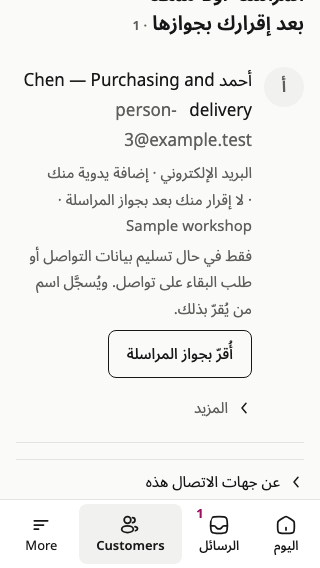 بعد إقرارك بجوازها · 1
أ
أحمد Chen — Purchasing and
delivery person-
3@example.test
البريد الإلكتروني · إضافة يدوية منك
· لا إقرار منك بعد بجواز المراسلة ·
Sample workshop
فقط في حال تسليم بيانات التواصل أو
طلب البقاء على تواصل. ويُسجَّل اسم
من يُقرّ بذلك.
أُقرّ بجواز المراسلة
المزيد
عن جهات الاتصال هذه
اليوم
1
الرسائل
Customers
More